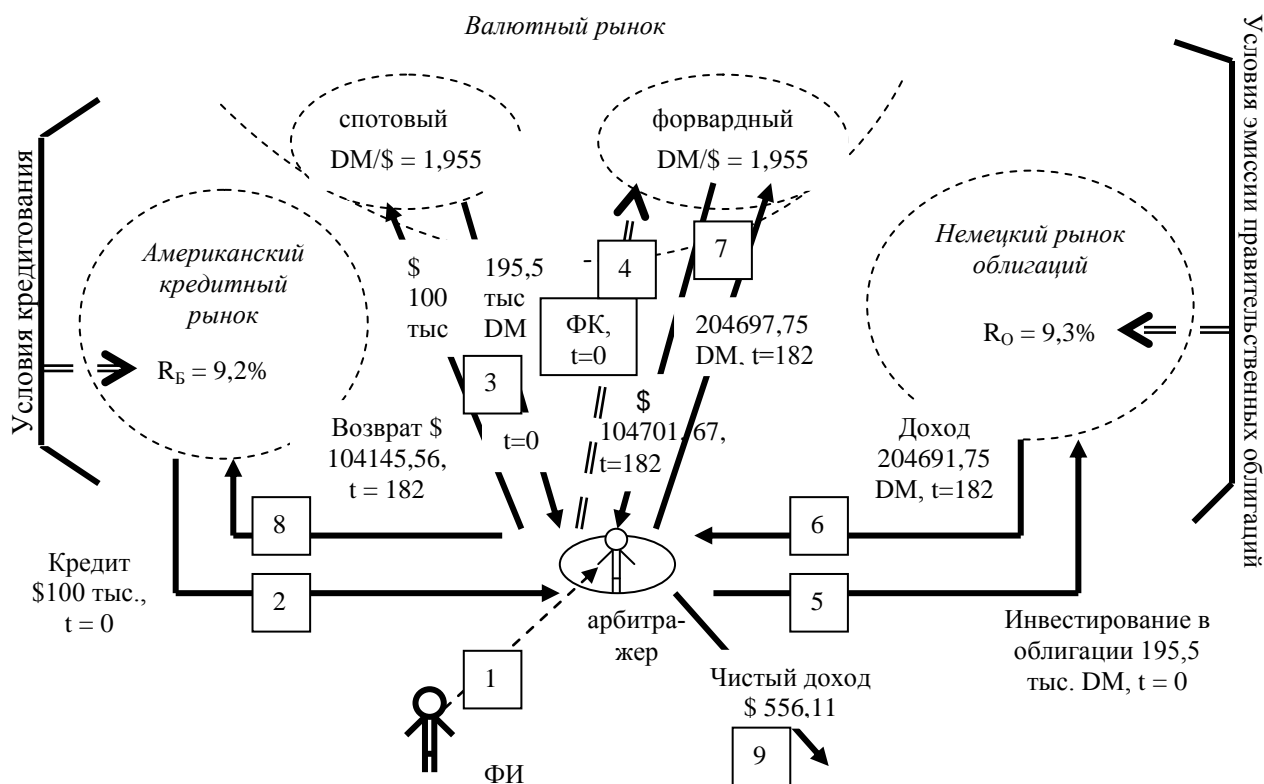 Валютный рынок
Условия кредитования
Условия эмиссии правительственных облигаций
спотовый
DM/$ = 1,955
форвардный
DM/$ = 1,955
Американский
кредитный
рынок
R_Б = 9,2%
Немецкий рынок
облигаций
R_О = 9,3%
$
100
тыс
195,5
тыс
DM
4
7
ФК,
t=0
204697,75
DM, t=182
3
t=0
$
104701,67,
t=182
Возврат $
104145,56,
t = 182
Доход
204691,75
DM, t=182
8
6
Кредит
$100 тыс.,
t = 0
2
5
арбитра-
жер
Инвестирование в
облигации 195,5
тыс. DM, t = 0
1
Чистый доход
$ 556,11
9
ФИ